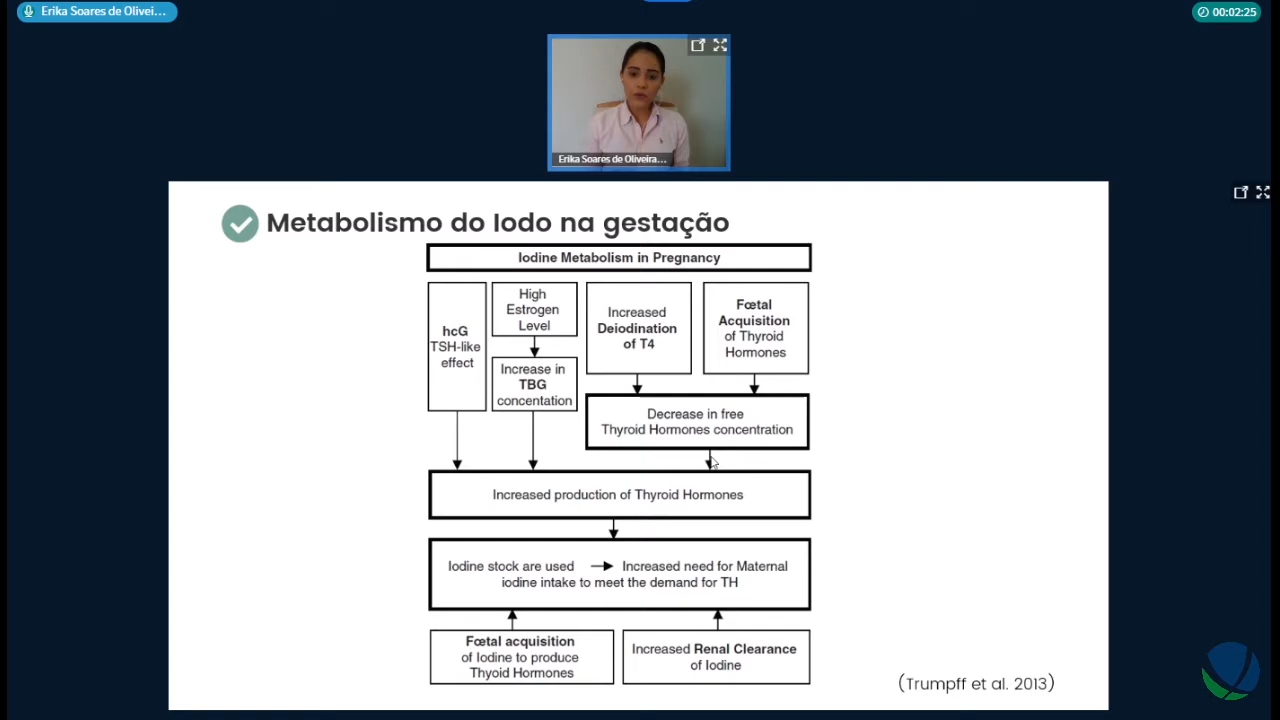 Erika Soares de Olivei...
00:02:25
Erika Soares de Oliveira...
Metabolismo do Iodo na gestação
Iodine Metabolism in Pregnancy
hcG
TSH-like
effect
High
Estrogen
Level
Increase in
TBG
concentation
Increased
Deiodination
of T4
Fœtal
Acquisition
of Thyroid
Hormones
Decrease in free
Thyroid Hormones concentration
Increased production of Thyroid Hormones
Iodine stock are used → Increased need for Maternal
iodine intake to meet the demand for TH
Fœtal acquisition
of Iodine to produce
Thyoid Hormones
Increased Renal Clearance
of Iodine
(Trumpff et al. 2013)